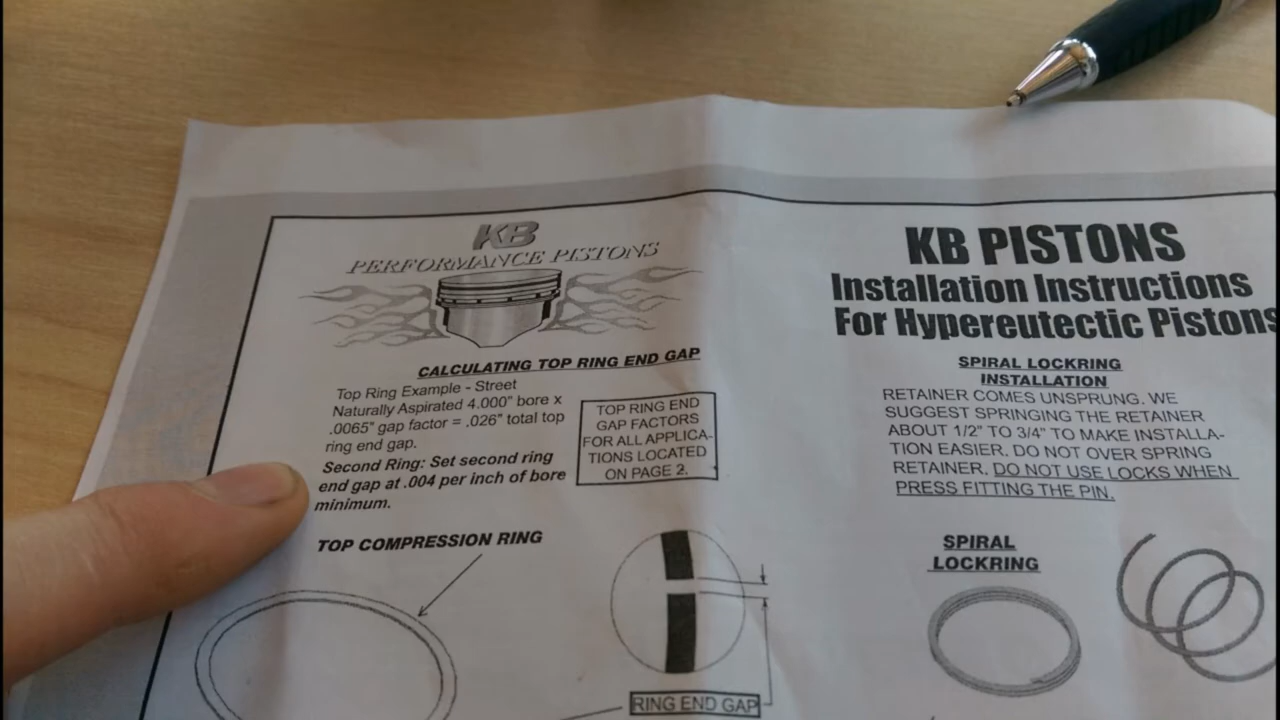 KB
PERFORMANCE PISTONS
CALCULATING TOP RING END GAP
Top Ring Example - Street
Naturally Aspirated 4.000" bore x
.0065" gap factor = .026" total top
ring end gap.
Second Ring: Set second ring
end gap at .004 per inch of bore
minimum.
TOP RING END
GAP FACTORS
FOR ALL APPLICA-
TIONS LOCATED
ON PAGE 2.
TOP COMPRESSION RING
RING END GAP
KB PISTONS
Installation Instructions
For Hypereutectic Pistons
SPIRAL LOCKRING
INSTALLATION
RETAINER COMES UNSPRUNG. WE
SUGGEST SPRINGING THE RETAINER
ABOUT 1/2" TO 3/4" TO MAKE INSTALLA-
TION EASIER. DO NOT OVER SPRING
RETAINER. DO NOT USE LOCKS WHEN
PRESS FITTING THE PIN.
SPIRAL
LOCKRING